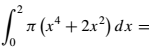 ∫₀² π (x⁴ + 2x²) dx =